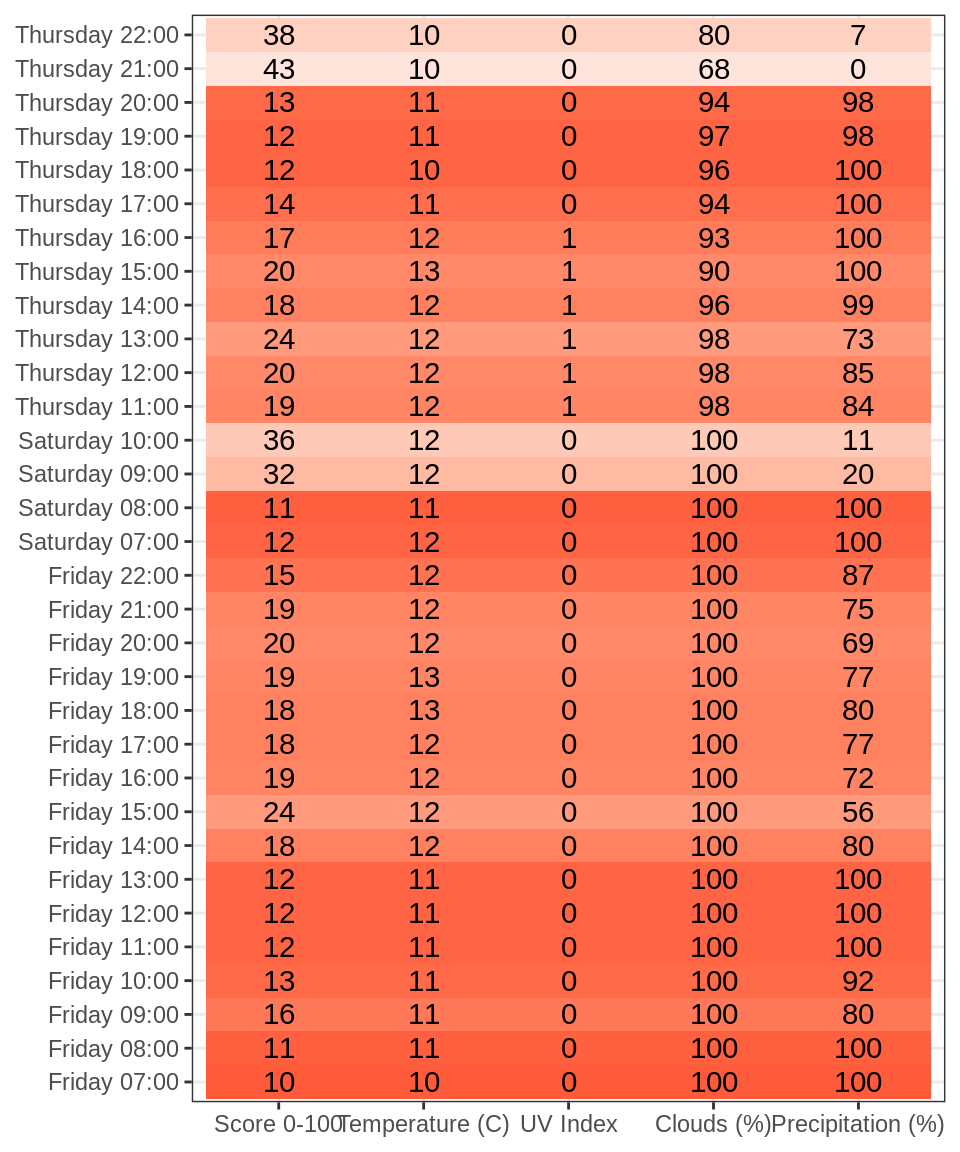 Thursday 22:00 38 10 0 80 7
Thursday 21:00 43 10 0 68 0
Thursday 20:00 13 11 0 94 98
Thursday 19:00 12 11 0 97 98
Thursday 18:00 12 10 0 96 100
Thursday 17:00 14 11 0 94 100
Thursday 16:00 17 12 1 93 100
Thursday 15:00 20 13 1 90 100
Thursday 14:00 18 12 1 96 99
Thursday 13:00 24 12 1 98 73
Thursday 12:00 20 12 1 98 85
Thursday 11:00 19 12 1 98 84
Saturday 10:00 36 12 0 100 11
Saturday 09:00 32 12 0 100 20
Saturday 08:00 11 11 0 100 100
Saturday 07:00 12 12 0 100 100
Friday 22:00 15 12 0 100 87
Friday 21:00 19 12 0 100 75
Friday 20:00 20 12 0 100 69
Friday 19:00 19 13 0 100 77
Friday 18:00 18 13 0 100 80
Friday 17:00 18 12 0 100 77
Friday 16:00 19 12 0 100 72
Friday 15:00 24 12 0 100 56
Friday 14:00 18 12 0 100 80
Friday 13:00 12 11 0 100 100
Friday 12:00 12 11 0 100 100
Friday 11:00 12 11 0 100 100
Friday 10:00 13 11 0 100 92
Friday 09:00 16 11 0 100 80
Friday 08:00 11 11 0 100 100
Friday 07:00 10 10 0 100 100
Score 0-100 Temperature (C) UV Index Clouds (%) Precipitation (%)